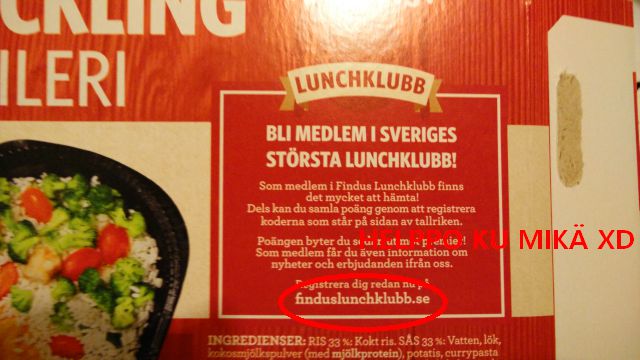 CKLING
ILERI
LUNCHKLUBB
BLI MEDLEM I SVERIGES
STÖRSTA LUNCHKLUBB!
Som medlem i Findus Lunchklubb finns
det mycket att hämta!
Dels kan du samla poäng genom att registrera
koderna som står på sidan av tallriken.
Poängen byter du se
KU MIKÄ XD
Som medlem får du även information om
nyheter och erbjudanden ifrån oss.
Registrera dig redan nu på
finduslunchklubb.se
INGREDIENSER: RIS 33 %: Kokt ris. SÅS 33 %: Vatten, lök,
kokosmjölkspulver (med mjölkprotein), potatis, currypasta